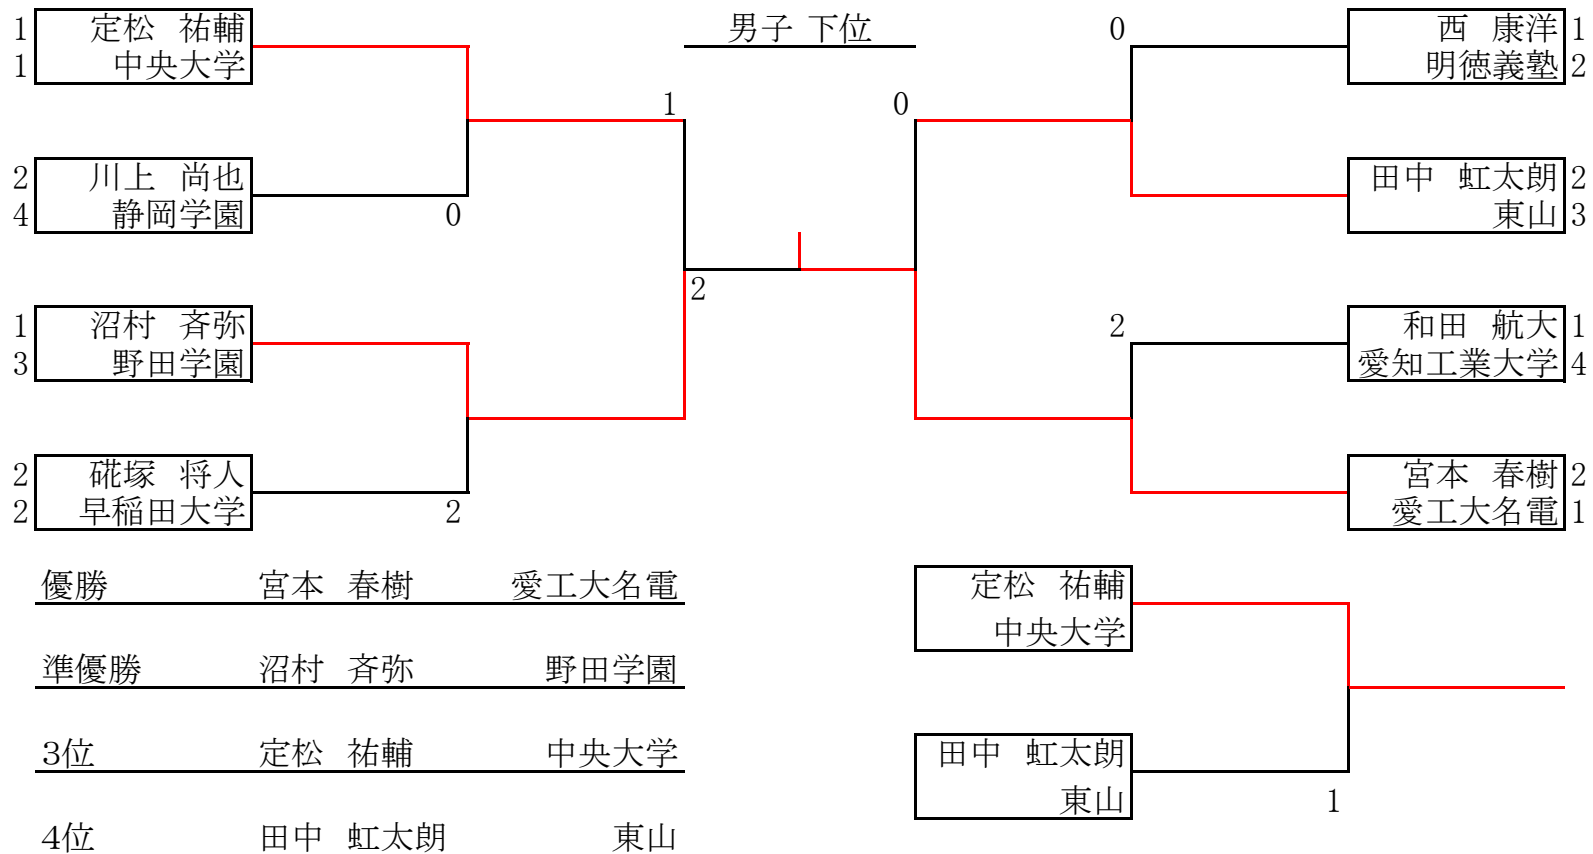 男子 下位
1 定松 祐輔
1 中央大学
2 川上 尚也
4 静岡学園
0
1 沼村 斉弥
3 野田学園
2 硴塚 将人
2 早稲田大学
2
1
2
0
0
西 康洋 1
明徳義塾 2
田中 虹太朗 2
東山 3
2
和田 航大 1
愛知工業大学 4
宮本 春樹 2
愛工大名電 1
優勝 宮本 春樹 愛工大名電
準優勝 沼村 斉弥 野田学園
3位 定松 祐輔 中央大学
4位 田中 虹太朗 東山
定松 祐輔
中央大学
田中 虹太朗
東山
1